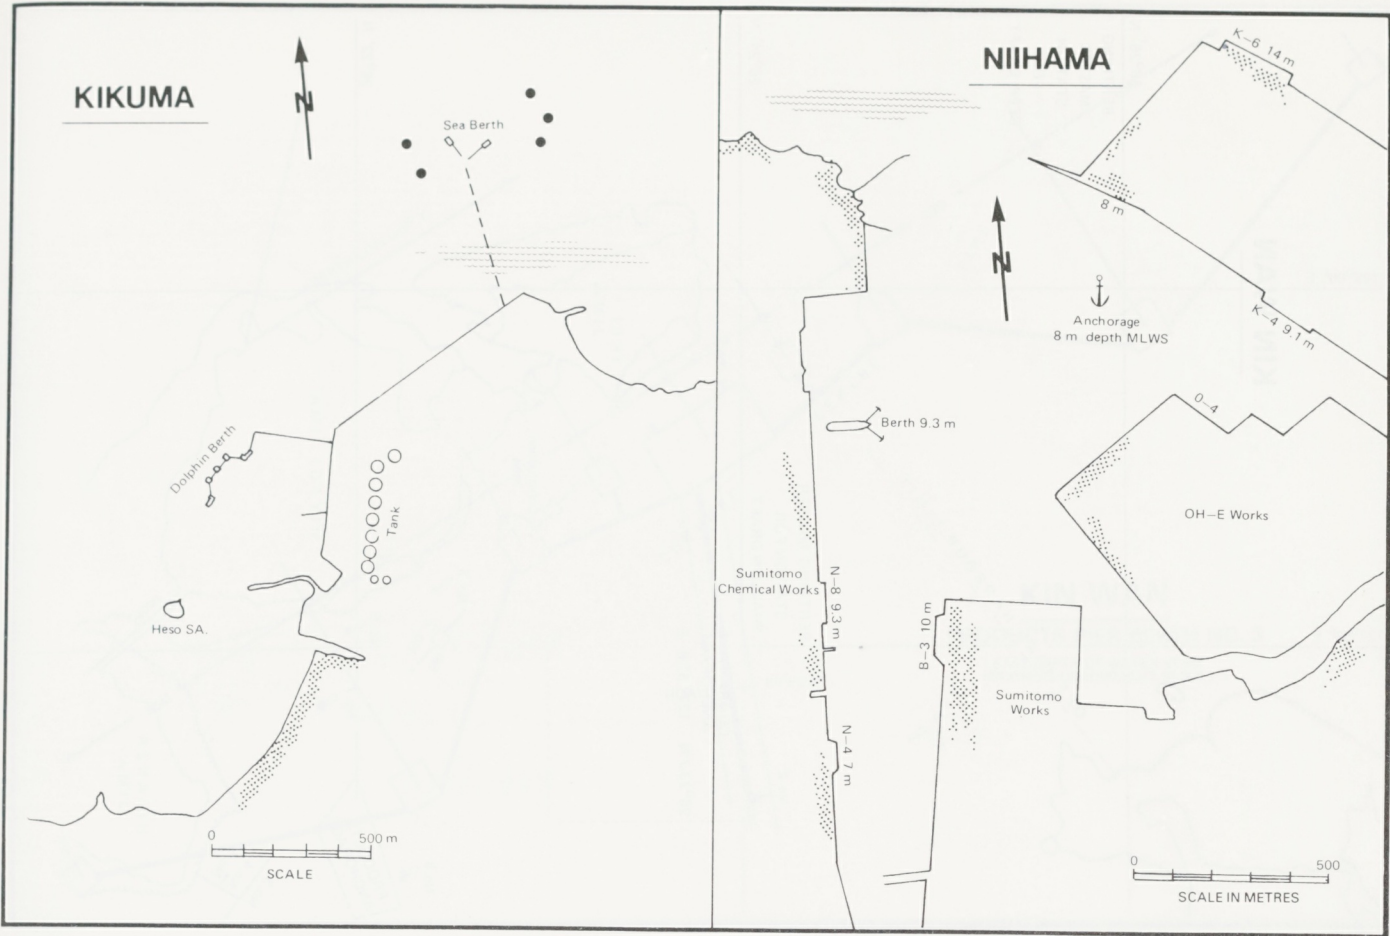 KIKUMA
N
Sea Berth
Dolphin Berth
Tank
Heso SA.
0 500 m
SCALE
NIIHAMA
K–6 14 m
8 m
N
Anchorage
8 m depth MLWS
K–4 9.1 m
0–4
Berth 9.3 m
OH–E Works
Sumitomo
Chemical Works
N–8 9.3 m
B–3 10 E
Sumitomo
Works
N–4 7 m
0 500
SCALE IN METRES